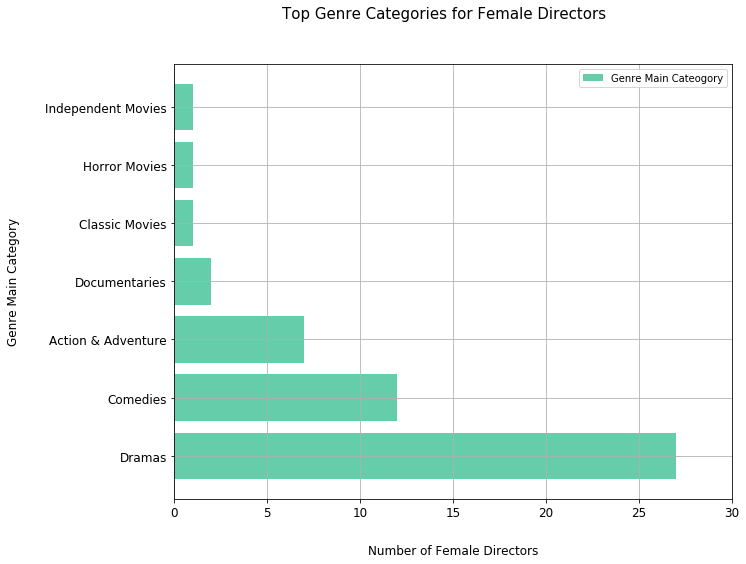 Top Genre Categories for Female Directors
Genre Main Cateogory
Genre Main Category
Independent Movies
Horror Movies
Classic Movies
Documentaries
Action & Adventure
Comedies
Dramas
0 5 10 15 20 25 30
Number of Female Directors